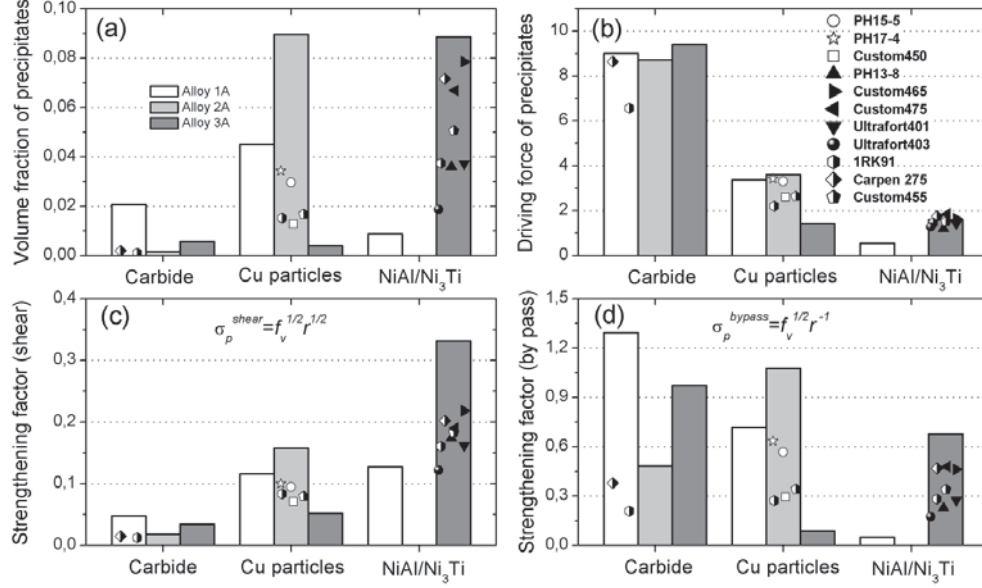 (a)
Volume fraction of precipitates
0,10
0,08
0,06
0,04
0,02
0,00
Alloy 1A
Alloy 2A
Alloy 3A
Carbide
Cu particles
NiAl/Ni₃Ti
(b)
Driving force of precipitates
10
8
6
4
2
0
PH15-5
PH17-4
Custom450
PH13-8
Custom465
Custom475
Ultrafort401
Ultrafort403
1RK91
Carpen 275
Custom455
Carbide
Cu particles
NiAl/Ni₃Ti
(c)
σₚ^shear=fᵥ^1/2 r^1/2
Strengthening factor (shear)
0,4
0,3
0,2
0,1
0,0
Carbide
Cu particles
NiAl/Ni₃Ti
(d)
σₚ^bypass=fᵥ^1/2 r^-1
Strengthening factor (by pass)
1,5
1,2
0,9
0,6
0,3
0,0
Carbide
Cu particles
NiAl/Ni₃Ti